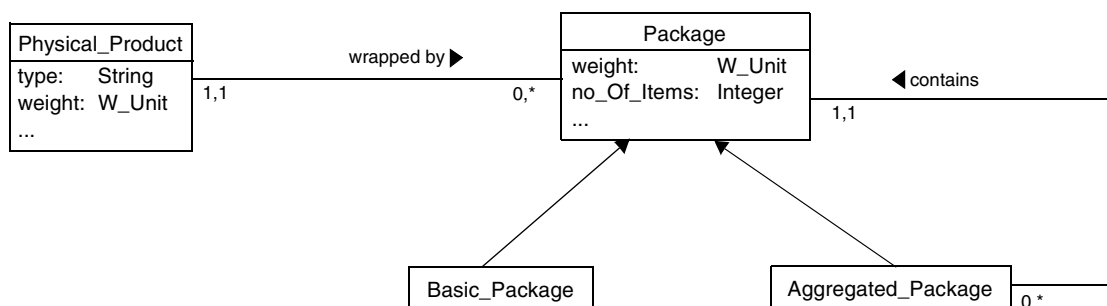 Physical_Product
type: String
weight: W_Unit
...
wrapped by
1,1
0,*
Package
weight: W_Unit
no_Of_Items: Integer
...
contains
1,1
Basic_Package
Aggregated_Package
0,*